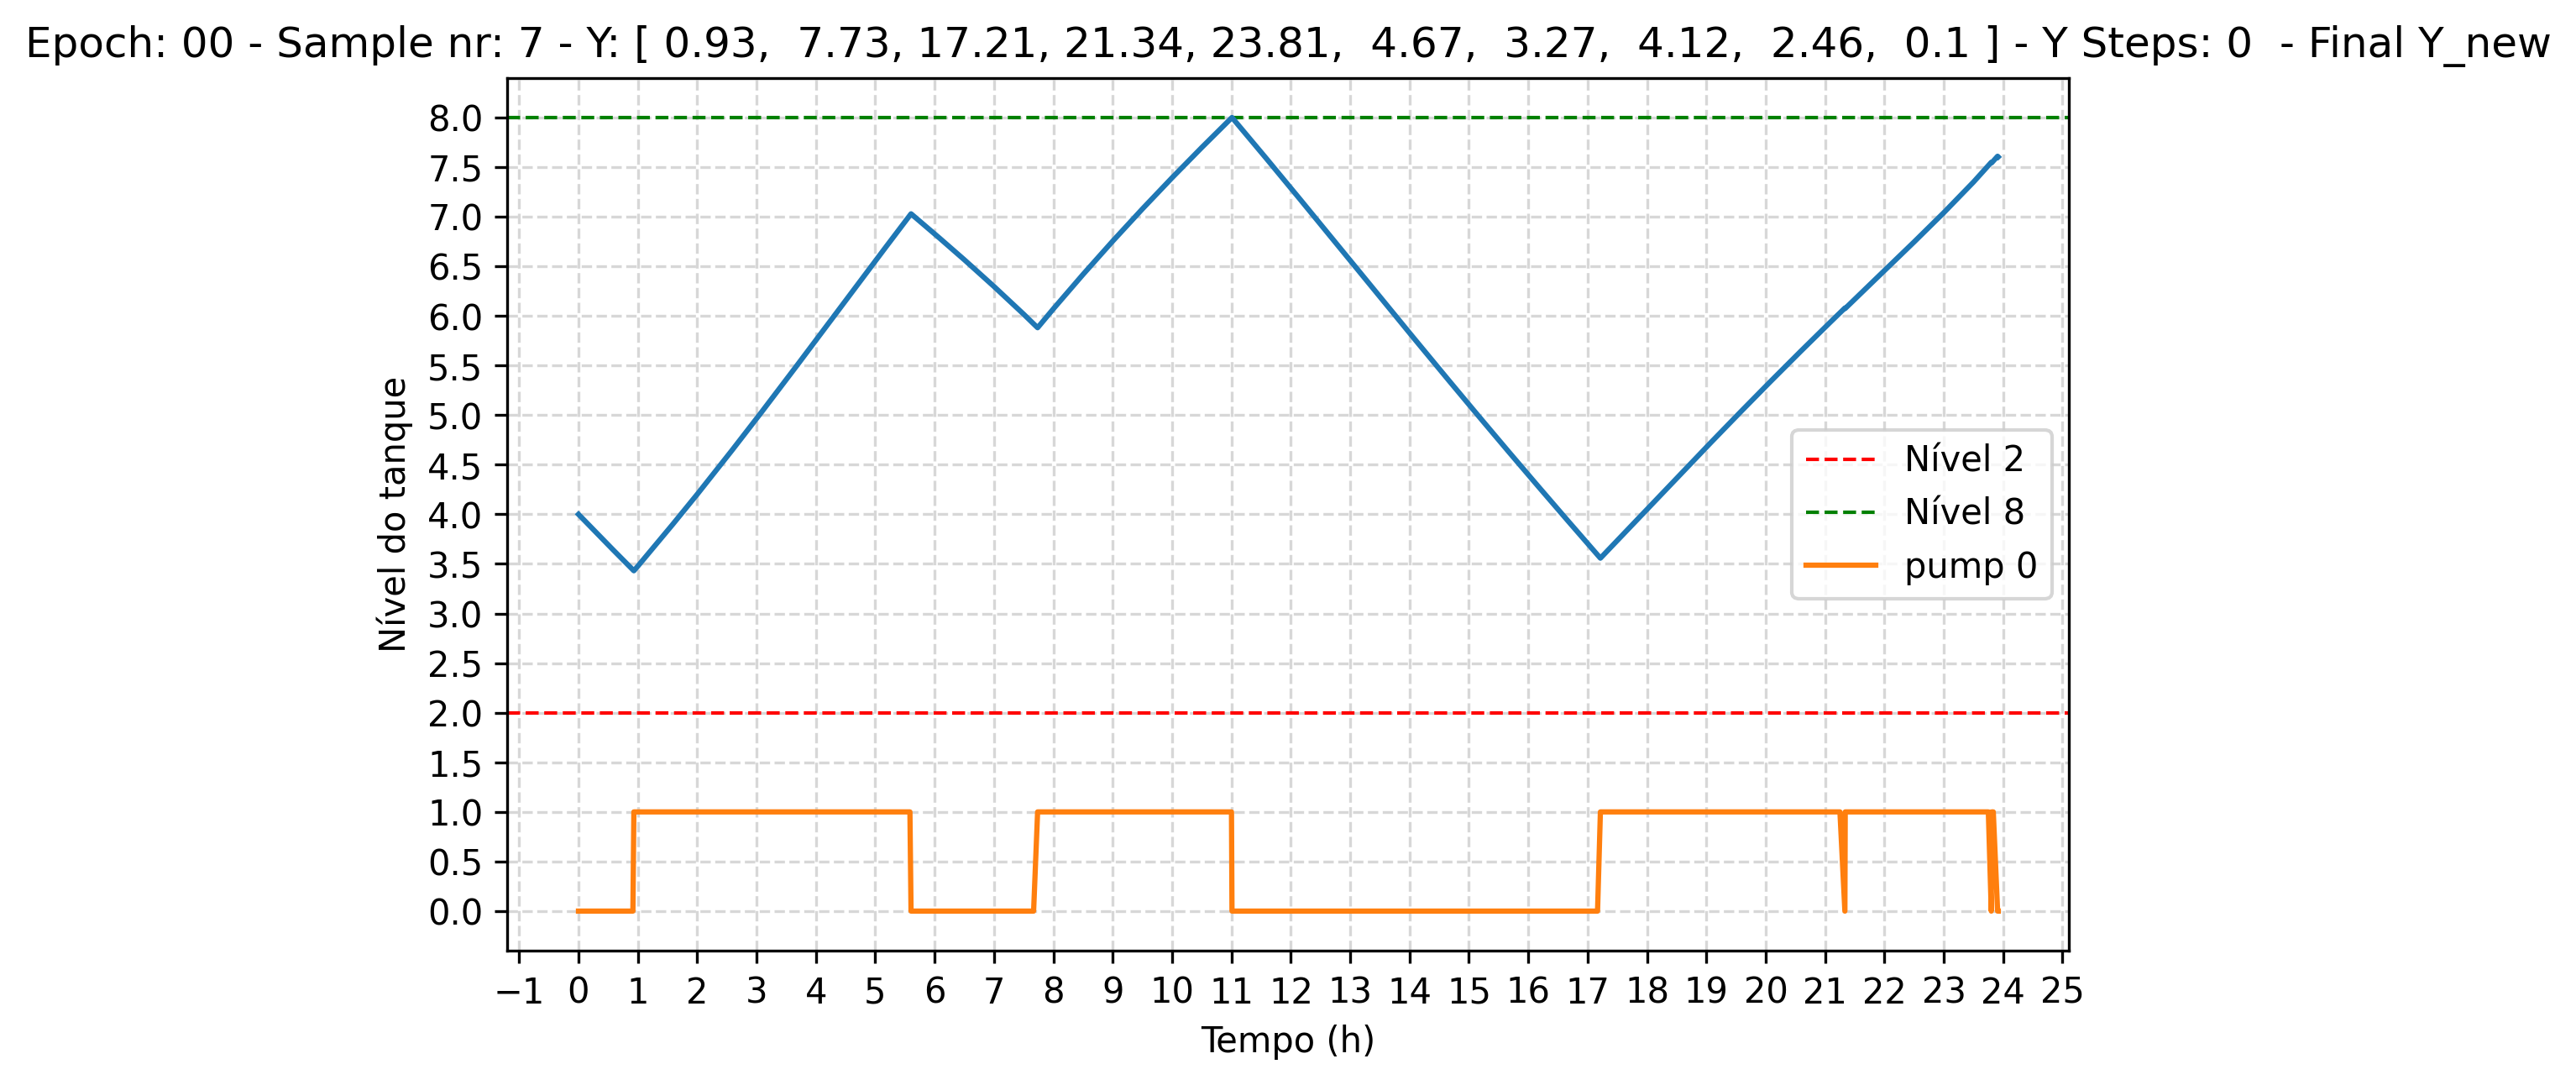 Epoch: 00 - Sample nr: 7 - Y: [ 0.93,  7.73, 17.21, 21.34, 23.81,  4.67,  3.27,  4.12,  2.46,  0.1 ] - Y Steps: 0  - Final Y_new
8.0
7.5
7.0
6.5
6.0
5.5
5.0
4.5
4.0
3.5
3.0
2.5
2.0
1.5
1.0
0.5
0.0
Nível do tanque
Nível 2
Nível 8
pump 0
−1 0 1 2 3 4 5 6 7 8 9 10 11 12 13 14 15 16 17 18 19 20 21 22 23 24 25
Tempo (h)